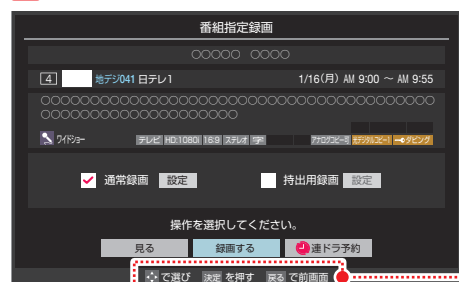 番組指定録画
○○○○○ ○○○○
4 地デジ041 日テレ1 1/16(月) AM 9:00 ～ AM 9:55
○○○○○○○○○○○○○○○○○○○○○○○○○○○○○○○○○○○○
○○○○○○○○○○○○○○○○○○
ワイドショー テレビ HD:1080i 16:9 ステレオ 字 アナログコピー可 光デジタルコピー1 ダビング
通常録画 設定 持出用録画 設定
操作を選択してください。
見る 録画する 連ドラ予約
で選び 決定 を押す 戻る で前画面